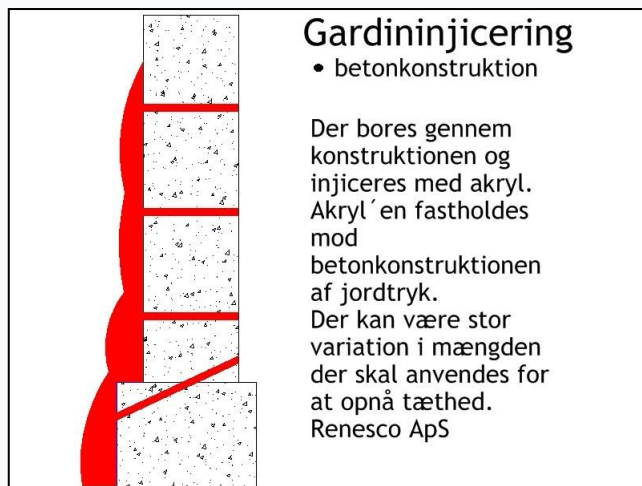 Gardininjicering
• betonkonstruktion
Der bores gennem
konstruktionen og
injiceres med akryl.
Akryl´en fastholdes
mod
betonkonstruktionen
af jordtryk.
Der kan være stor
variation i mængden
der skal anvendes for
at opnå tæthed.
Renesco ApS